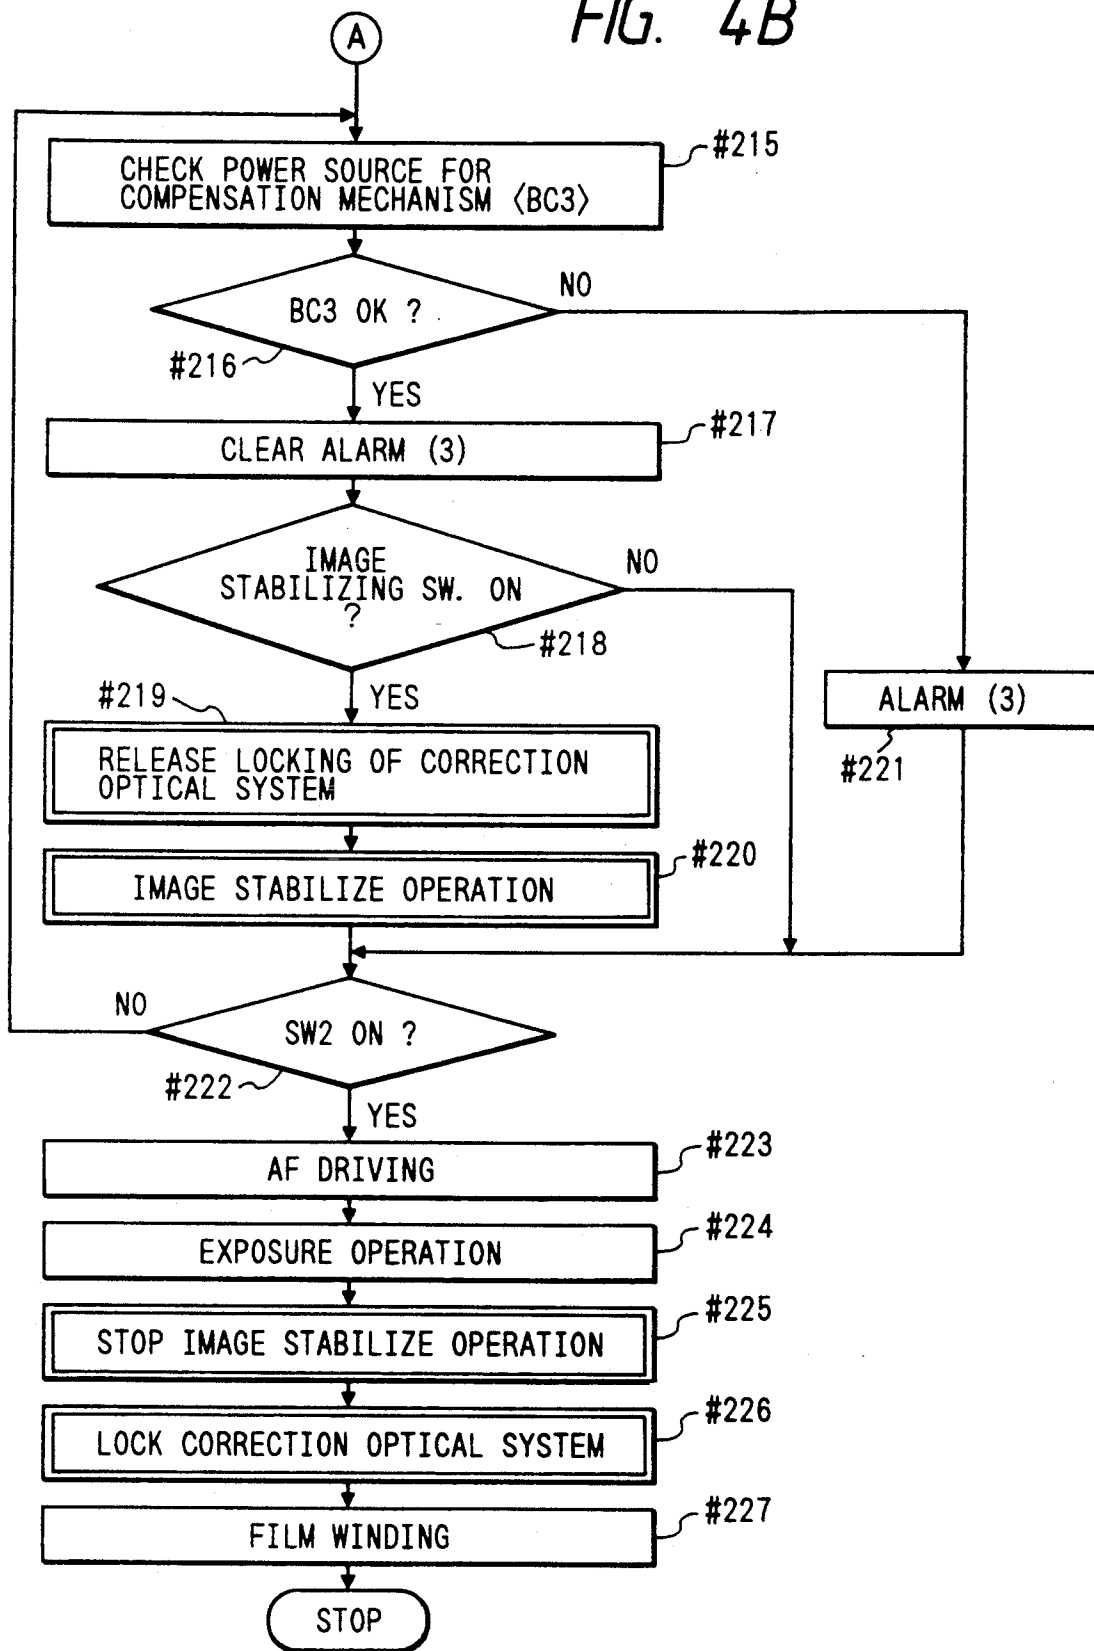 FIG. 4B
A
CHECK POWER SOURCE FOR
COMPENSATION MECHANISM 〈BC3〉
#215
BC3 OK ?
NO
#216
YES
CLEAR ALARM (3)
#217
IMAGE
STABILIZING SW. ON
?
NO
#218
YES
ALARM (3)
#221
#219
RELEASE LOCKING OF CORRECTION
OPTICAL SYSTEM
IMAGE STABILIZE OPERATION
#220
NO
SW2 ON ?
#222
YES
AF DRIVING
#223
EXPOSURE OPERATION
#224
STOP IMAGE STABILIZE OPERATION
#225
LOCK CORRECTION OPTICAL SYSTEM
#226
FILM WINDING
#227
STOP